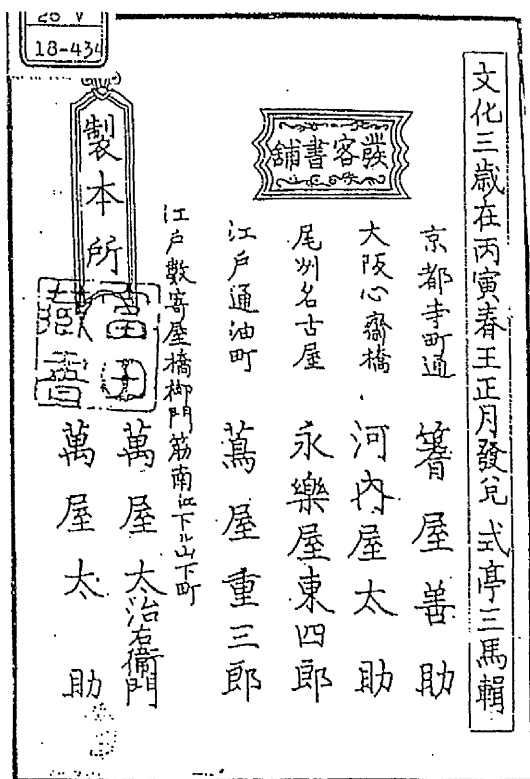 文化三歳在丙寅春王正月發兌 式亭三馬輯
發客書舗
京都寺町通 箸屋善助
大阪心齋橋 河内屋太助
尾州名古屋 永樂屋東四郎
江戸通油町 蔦屋重三郎
江戸數寄屋橋御門筋南江下ル山下町
萬屋太治右衞門
製本所
萬屋太助
18-434